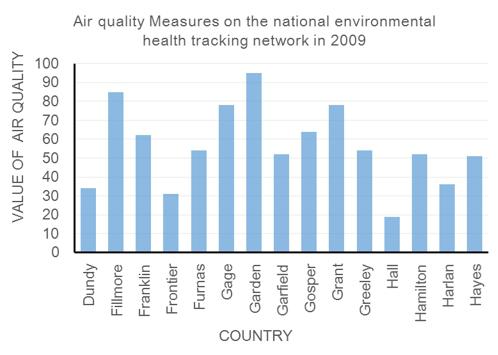 Air quality Measures on the national environmental
health tracking network in 2009
VALUE OF AIR QUALITY
100
90
80
70
60
50
40
30
20
10
0
Dundy
Fillmore
Franklin
Frontier
Furnas
Gage
Garden
Garfield
Gosper
Grant
Greeley
Hall
Hamilton
Harlan
Hayes
COUNTRY